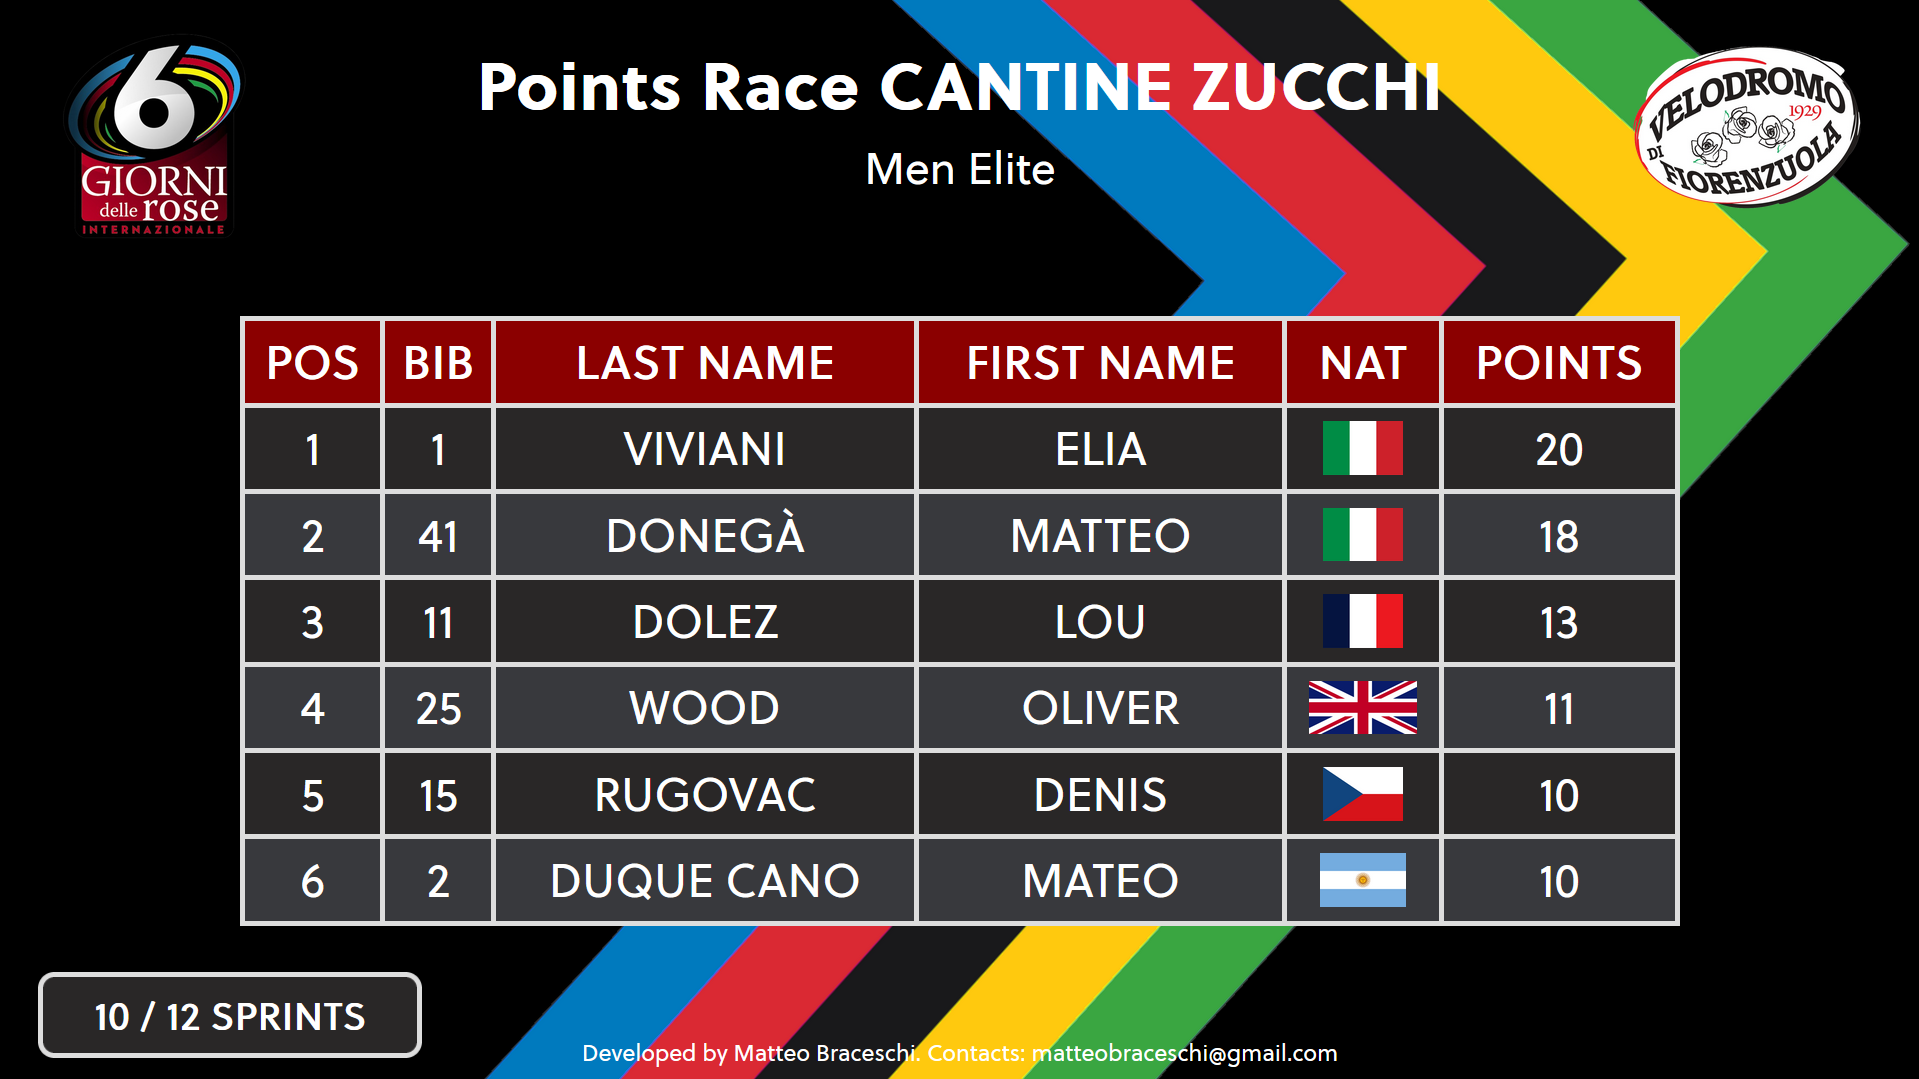 6
GIORNI
delle rose
INTERNAZIONALE
Points Race CANTINE ZUCCHI
Men Elite
VELODROMO
1929
DI
FIORENZUOLA
POS BIB LAST NAME FIRST NAME NAT POINTS
1 1 VIVIANI ELIA 20
2 41 DONEGÀ MATTEO 18
3 11 DOLEZ LOU 13
4 25 WOOD OLIVER 11
5 15 RUGOVAC DENIS 10
6 2 DUQUE CANO MATEO 10
10 / 12 SPRINTS
Developed by Matteo Braceschi. Contacts: matteobraceschi@gmail.com